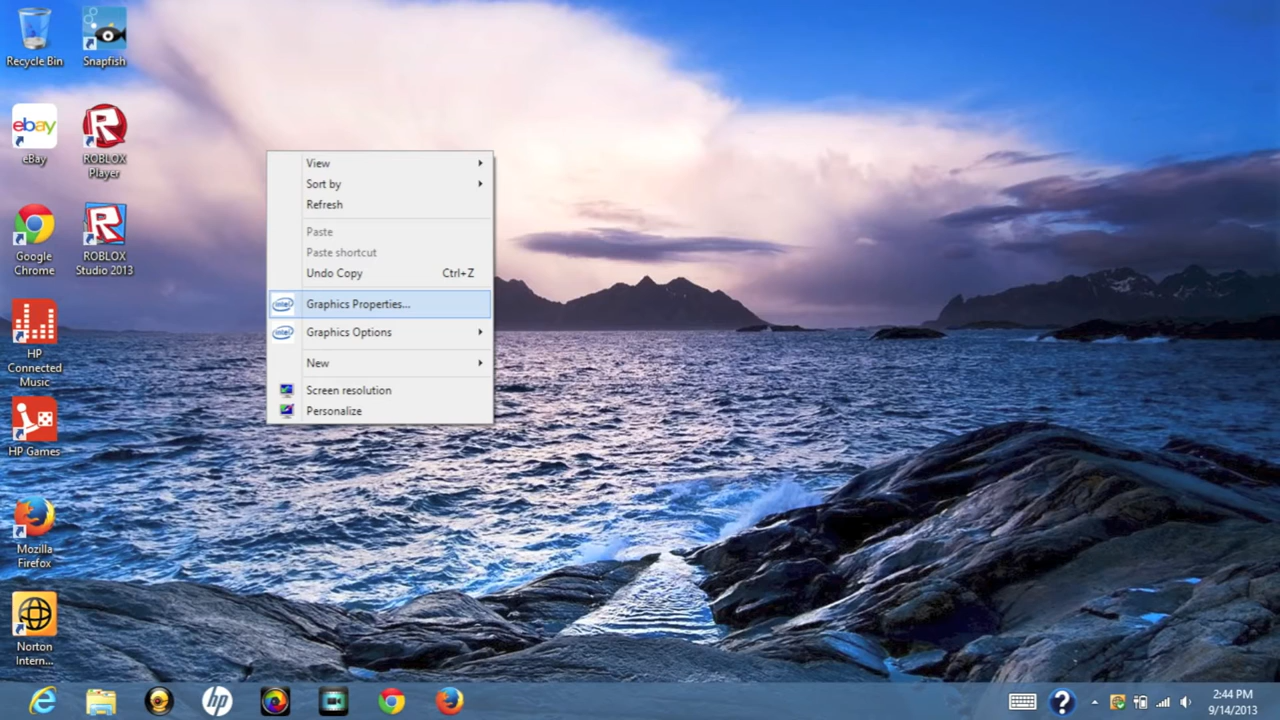 Recycle Bin
Snapfish
ebay
eBay
R
ROBLOX
Player
Google
Chrome
R
ROBLOX
Studio 2013
HP
Connected
Music
HP Games
Mozilla
Firefox
Norton
Intern...
View
Sort by
Refresh
Paste
Paste shortcut
Undo Copy Ctrl+Z
intel Graphics Properties...
intel Graphics Options
New
Screen resolution
Personalize
hp
?
2:44 PM
9/14/2013